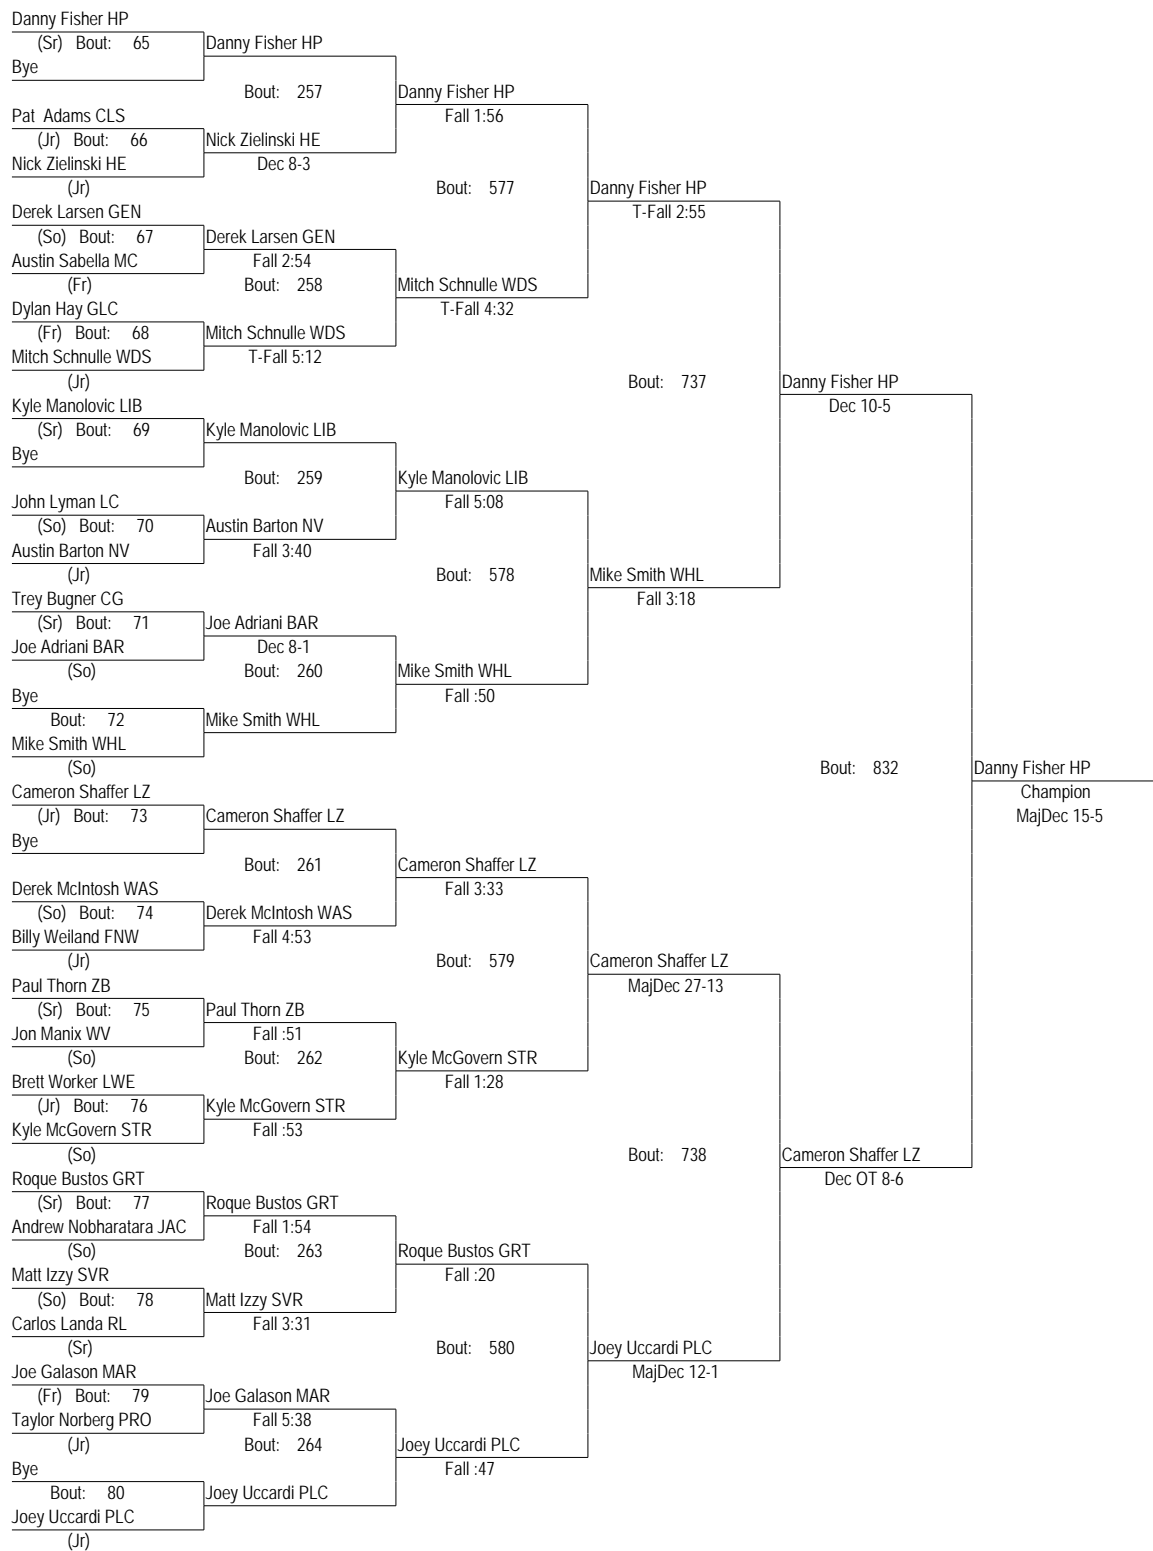 Danny Fisher HP
(Sr) Bout: 65 Danny Fisher HP
Bye
Bout: 257 Danny Fisher HP
Pat Adams CLS Fall 1:56
(Jr) Bout: 66 Nick Zielinski HE
Nick Zielinski HE Dec 8-3
(Jr) Bout: 577 Danny Fisher HP
Derek Larsen GEN T-Fall 2:55
(So) Bout: 67 Derek Larsen GEN
Austin Sabella MC Fall 2:54
(Fr) Bout: 258 Mitch Schnulle WDS
Dylan Hay GLC T-Fall 4:32
(Fr) Bout: 68 Mitch Schnulle WDS
Mitch Schnulle WDS T-Fall 5:12
(Jr) Bout: 737 Danny Fisher HP
Kyle Manolovic LIB Dec 10-5
(Sr) Bout: 69 Kyle Manolovic LIB
Bye
Bout: 259 Kyle Manolovic LIB
John Lyman LC Fall 5:08
(So) Bout: 70 Austin Barton NV
Austin Barton NV Fall 3:40
(Jr) Bout: 578 Mike Smith WHL
Trey Bugner CG Fall 3:18
(Sr) Bout: 71 Joe Adriani BAR
Joe Adriani BAR Dec 8-1
(So) Bout: 260 Mike Smith WHL
Bye Fall :50
Bout: 72 Mike Smith WHL
Mike Smith WHL
(So) Bout: 832 Danny Fisher HP
Cameron Shaffer LZ Champion
(Jr) Bout: 73 Cameron Shaffer LZ MajDec 15-5
Bye
Bout: 261 Cameron Shaffer LZ
Derek McIntosh WAS Fall 3:33
(So) Bout: 74 Derek McIntosh WAS
Billy Weiland FNW Fall 4:53
(Jr) Bout: 579 Cameron Shaffer LZ
Paul Thorn ZB MajDec 27-13
(Sr) Bout: 75 Paul Thorn ZB
Jon Manix WV Fall :51
(So) Bout: 262 Kyle McGovern STR
Brett Worker LWE Fall 1:28
(Jr) Bout: 76 Kyle McGovern STR
Kyle McGovern STR Fall :53
(So) Bout: 738 Cameron Shaffer LZ
Roque Bustos GRT Dec OT 8-6
(Sr) Bout: 77 Roque Bustos GRT
Andrew Nobharatara JAC Fall 1:54
(So) Bout: 263 Roque Bustos GRT
Matt Izzy SVR Fall :20
(So) Bout: 78 Matt Izzy SVR
Carlos Landa RL Fall 3:31
(Sr) Bout: 580 Joey Uccardi PLC
Joe Galason MAR MajDec 12-1
(Fr) Bout: 79 Joe Galason MAR
Taylor Norberg PRO Fall 5:38
(Jr) Bout: 264 Joey Uccardi PLC
Bye Fall :47
Bout: 80 Joey Uccardi PLC
Joey Uccardi PLC
(Jr)